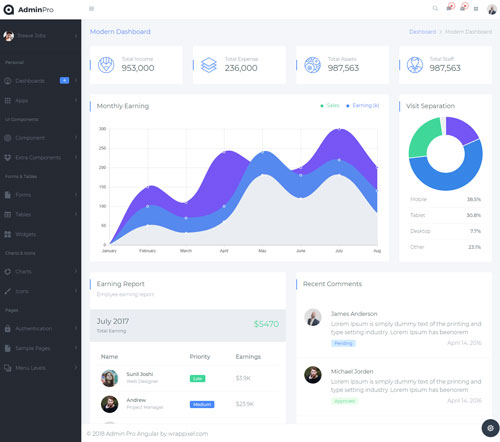 AdminPro
Steave Jobs
Personal
Dashboards
4
Apps
UI Components
Component
Extra Components
Forms & Tables
Forms
Tables
Widgets
Charts & Icons
Charts
Icons
Pages
Authentication
Sample Pages
Menu Levels
Modern Dashboard
Dashboard > Modern Dashboard
Total Income
953,000
Total Expense
236,000
Total Assets
987,563
Total Staff
987,563
Monthly Earning
Sales
Earning (k)
300
250
200
150
100
50
0
January
February
March
April
May
June
July
Aug
Visit Separation
Mobile 38.5%
Tablet 30.8%
Desktop 7.7%
Other 23.1%
Earning Report
Employee earning report
July 2017
Total Earning
$5470
Name Priority Earnings
Sunil Joshi
Web Designer
Low
$3.9K
Andrew
Project Manager
Medium
$23.9K
Recent Comments
James Anderson
Lorem Ipsum is simply dummy text of the printing and
type setting industry. Lorem Ipsum has beenorem
Pending
April 14, 2016
Michael Jorden
Lorem Ipsum is simply dummy text of the printing and
type setting industry. Lorem Ipsum has beenorem
Approved
April 14, 2016
© 2018 Admin Pro Angular by wrappixel.com